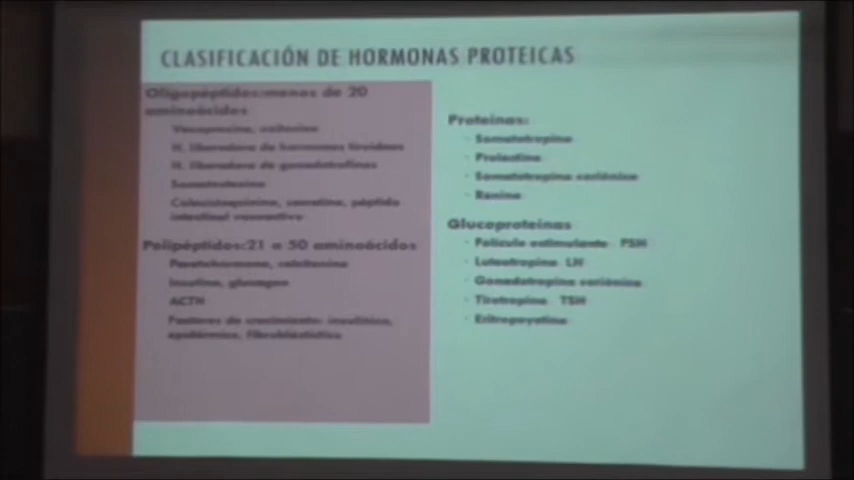 CLASIFICACIÓN DE HORMONAS PROTEICAS
Oligopéptidos:menos de 20
aminoácidos
Vasopresina, oxitocina
H. liberadora de hormonas tiroideas
H. liberadora de gonadotrofinas
Somatostatina
Colecistoquinina, secretina, péptido
intestinal vasoactivo
Polipéptidos:21 a 50 aminoácidos
Paratohormona, calcitonina
Insulina, glucagon
ACTH
Factores de crecimiento: insulínico,
epidérmico, fibroblástico
Proteínas:
Somatotropina
Prolactina
Somatotropina coriónica
Renina
Glucoproteínas
Folículo estimulante FSH
Luteotropina LH
Gonadotropina coriónica
Tirotropina TSH
Eritropoyetina